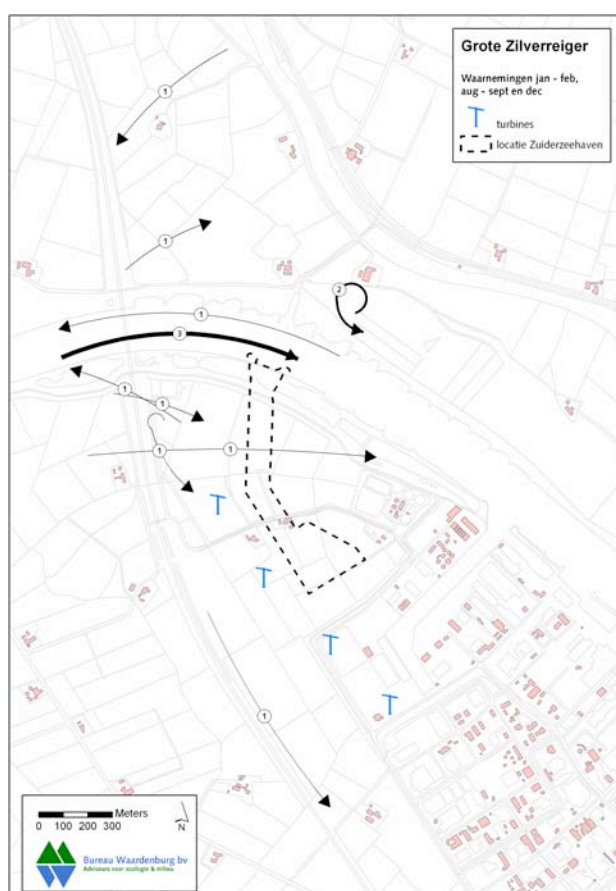 Grote Zilverreiger
Waarnemingen jan - feb,
aug - sept en dec
turbines
locatie Zuiderzeehaven
1
1
1
2
3
1
1
1
1
1
Meters
0 100 200 300
N
Bureau Waardenburg bv
Adviseurs voor ecologie & milieu